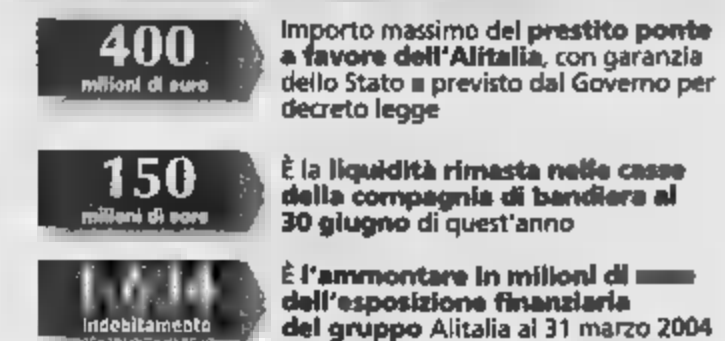 400
milioni di euro
Importo massimo del prestito ponte
a favore dell'Alitalia, con garanzia
dello Stato e previsto dal Governo per
decreto legge
150
milioni di euro
È la liquidità rimasta nelle casse
della compagnia di bandiera al
30 giugno di quest'anno
Indebitamento
È l'ammontare in milioni di
dell'esposizione finanziaria
del gruppo Alitalia al 31 marzo 2004